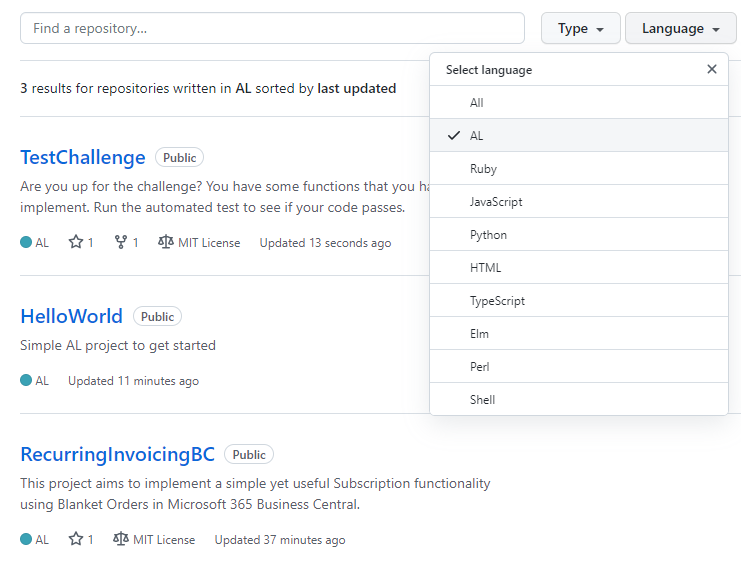 Find a repository...
Type
Language
Select language
3 results for repositories written in AL sorted by last updated
All
AL
Ruby
JavaScript
Python
HTML
TypeScript
Elm
Perl
Shell
TestChallenge Public
Are you up for the challenge? You have some functions that you
implement. Run the automated test to see if your code passes.
AL 1 1 MIT License Updated 13 seconds ago
HelloWorld Public
Simple AL project to get started
AL Updated 11 minutes ago
RecurringInvoicingBC Public
This project aims to implement a simple yet useful Subscription functionality
using Blanket Orders in Microsoft 365 Business Central.
AL 1 MIT License Updated 37 minutes ago